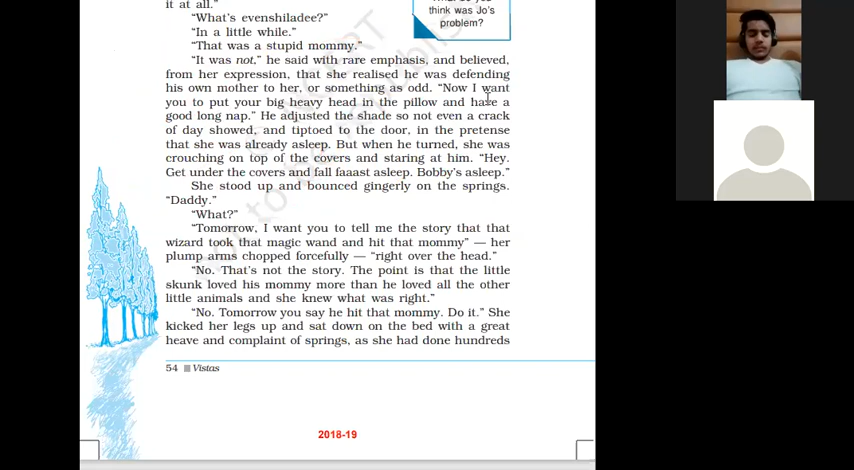 it at all.”
“What’s evenshiladee?”
“In a little while.”
“That was a stupid mommy.”
“It was not,” he said with rare emphasis, and believed,
from her expression, that she realised he was defending
his own mother to her, or something as odd. “Now I want
you to put your big heavy head in the pillow and have a
good long nap.” He adjusted the shade so not even a crack
of day showed, and tiptoed to the door, in the pretense
that she was already asleep. But when he turned, she was
crouching on top of the covers and staring at him. “Hey.
Get under the covers and fall faaast asleep. Bobby’s asleep.”
She stood up and bounced gingerly on the springs.
“Daddy.”
“What?”
“Tomorrow, I want you to tell me the story that that
wizard took that magic wand and hit that mommy” — her
plump arms chopped forcefully — “right over the head.”
“No. That’s not the story. The point is that the little
skunk loved his mommy more than he loved all the other
little animals and she knew what was right.”
“No. Tomorrow you say he hit that mommy. Do it.” She
kicked her legs up and sat down on the bed with a great
heave and complaint of springs, as she had done hundreds
think was Jo’s
problem?
54 Vistas
2018-19